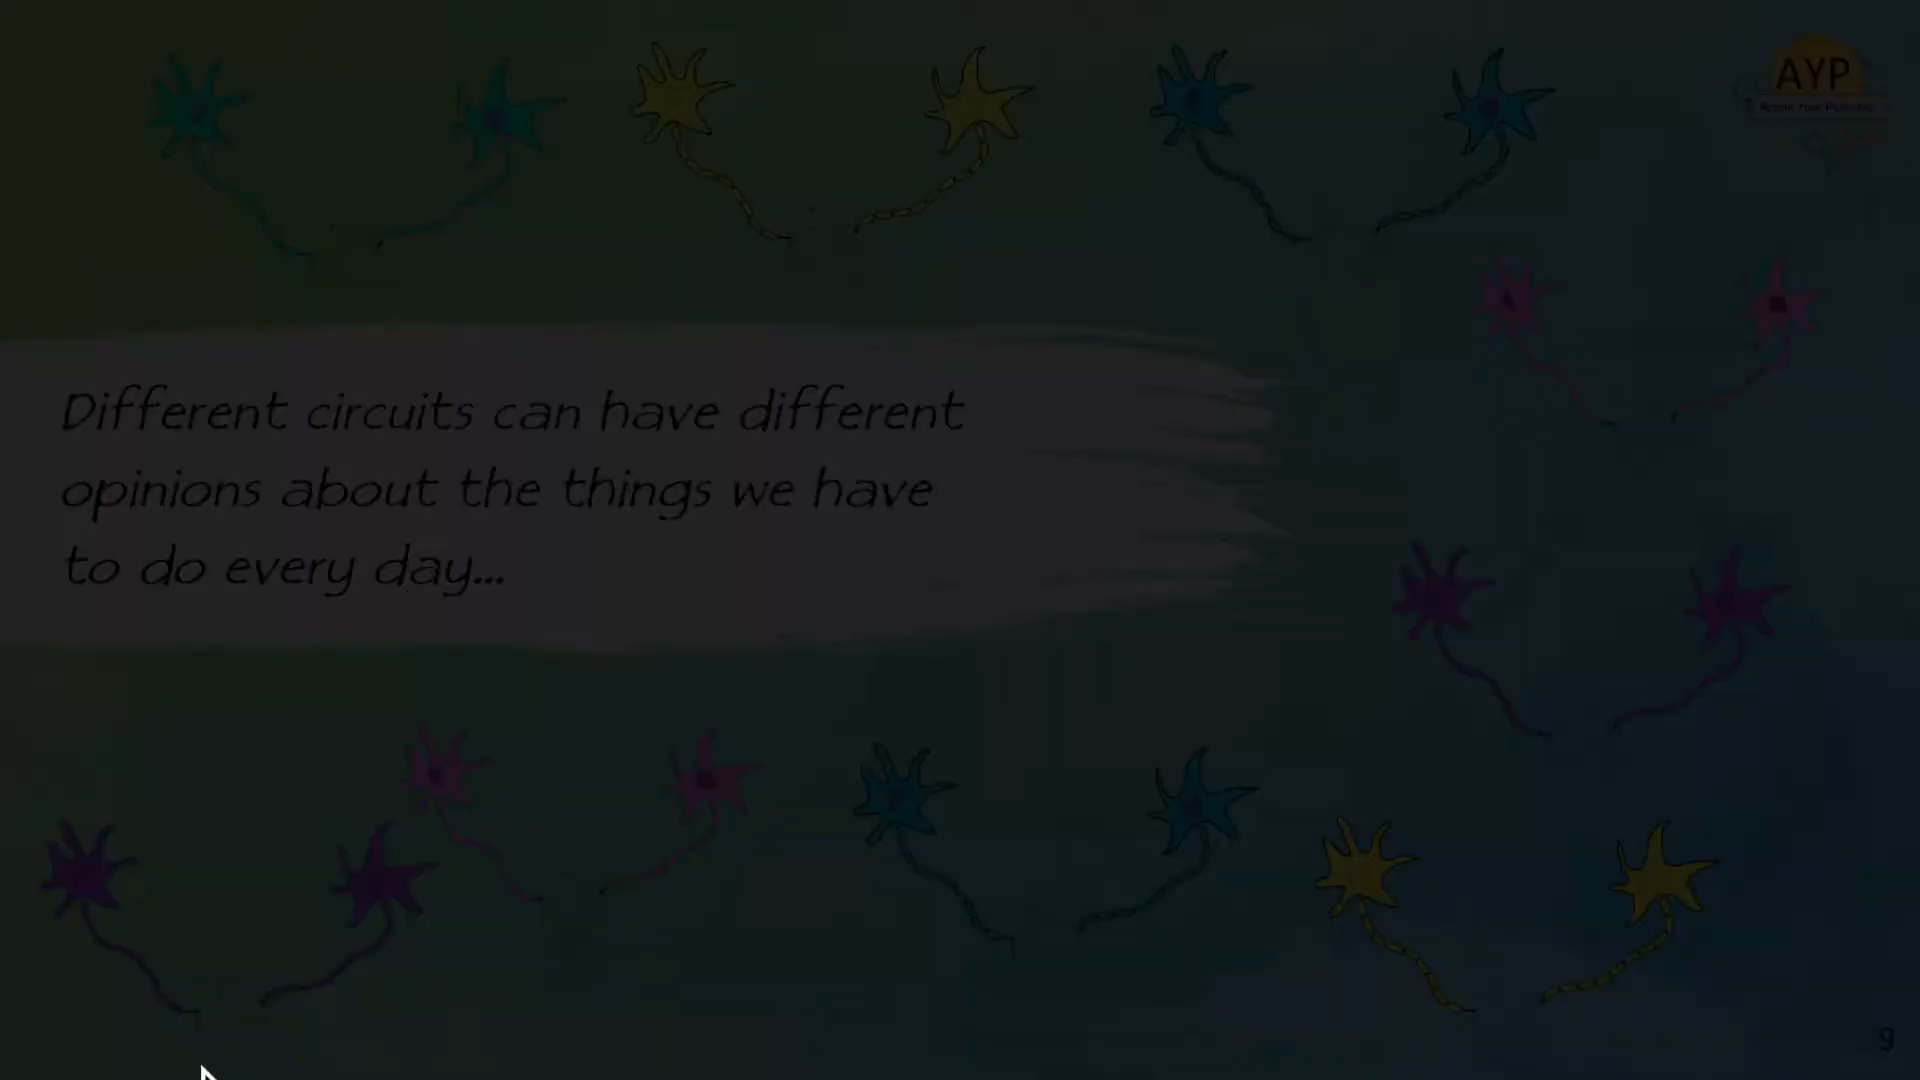 AYP
Different circuits can have different
opinions about the things we have
to do every day...
9